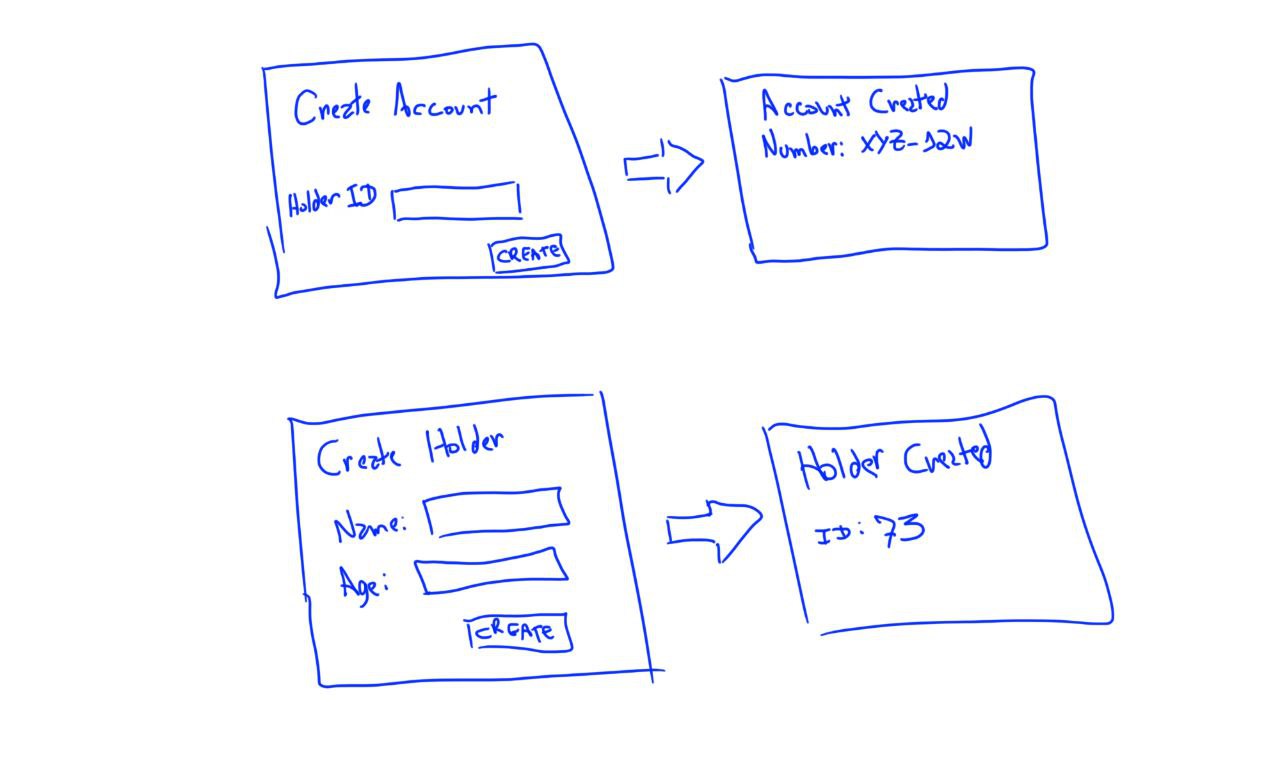 Create Account
Holder ID
CREATE
Account Created
Number: XYZ-12W
Create Holder
Name:
Age:
CREATE
Holder Created
ID: 73